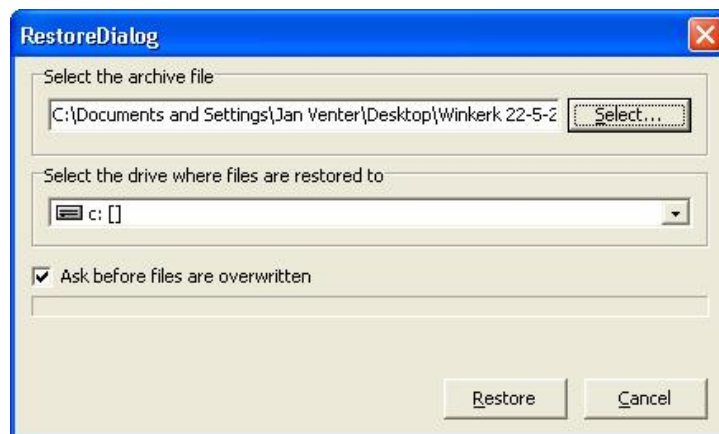 RestoreDialog
Select the archive file
C:\Documents and Settings\Jan Venter\Desktop\Winkerk 22-5-2
Select...
Select the drive where files are restored to
c: []
Ask before files are overwritten
Restore
Cancel